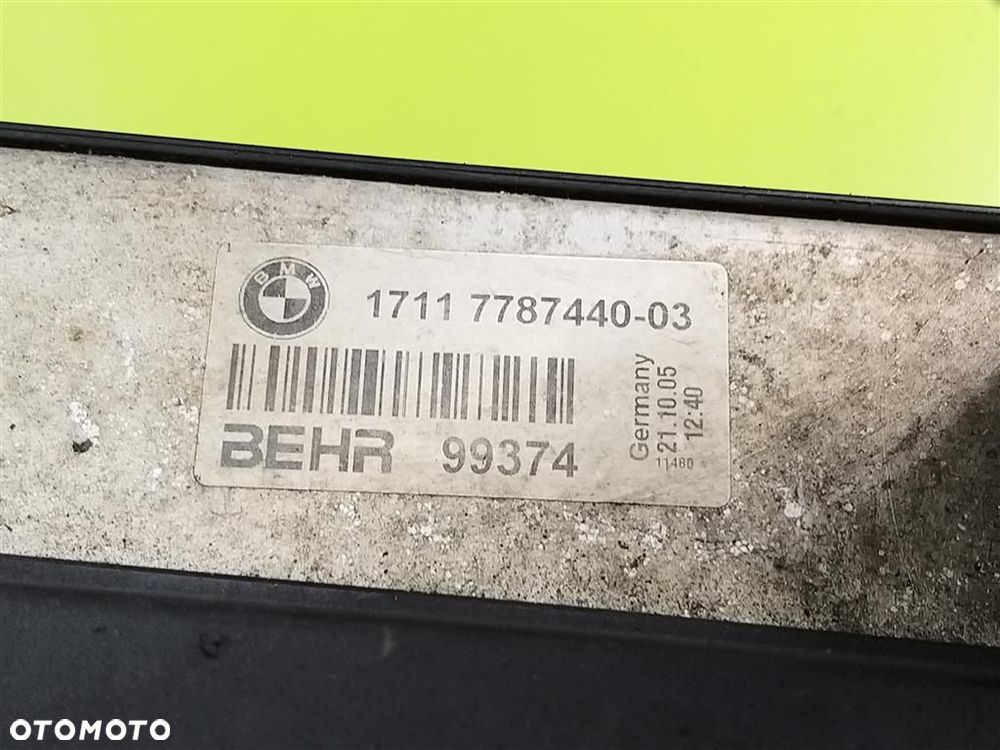 BMW
1711 7787440-03
BEHR 99374
Germany
21.10.05
12:40
11480
OTOMOTO